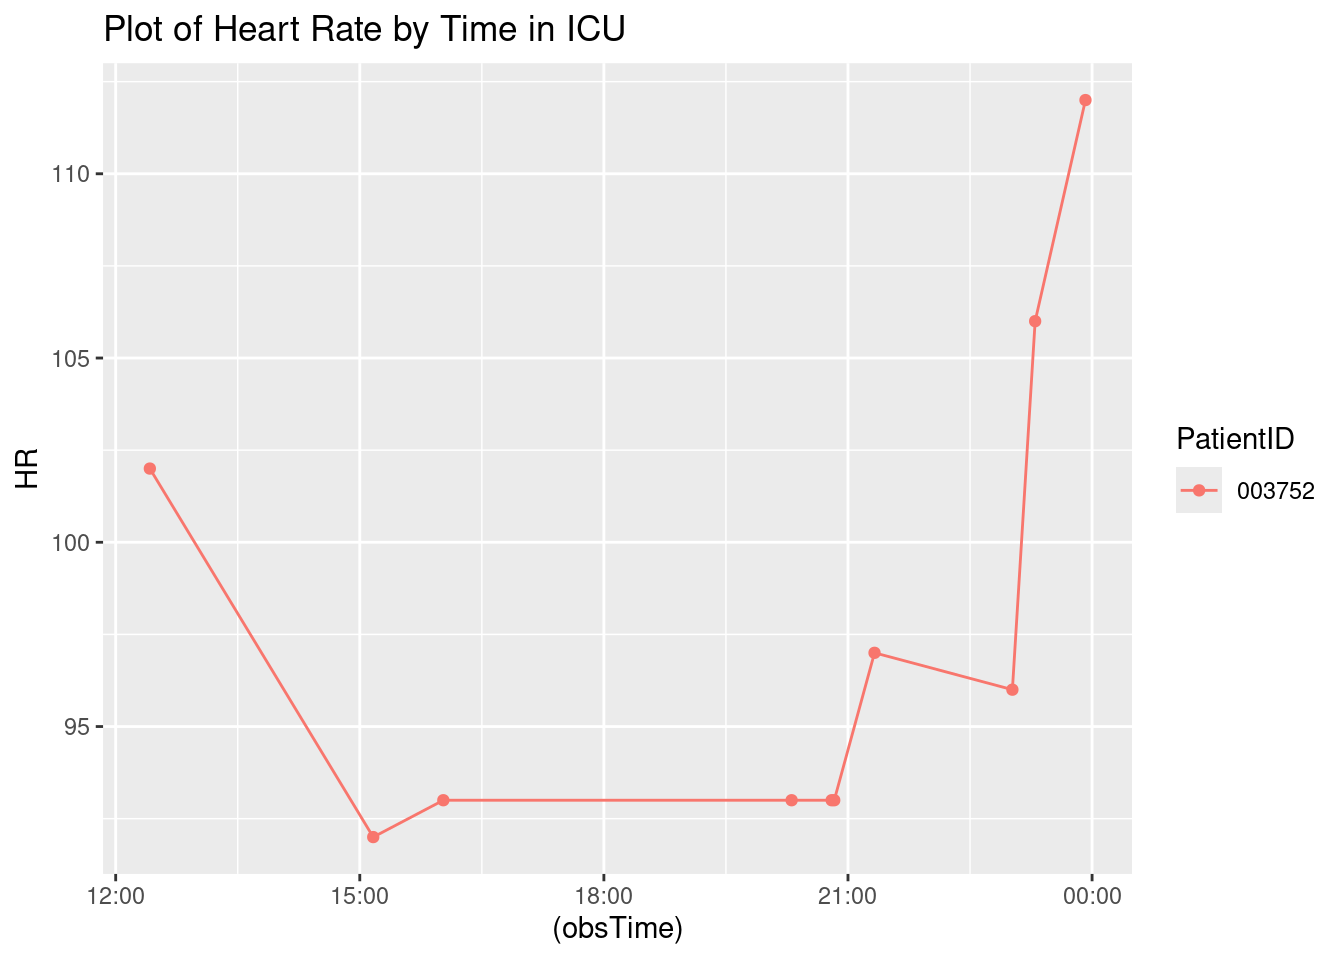 Plot of Heart Rate by Time in ICU
110
105
100
95
HR
12:00 15:00 18:00 21:00 00:00
(obsTime)
PatientID
003752